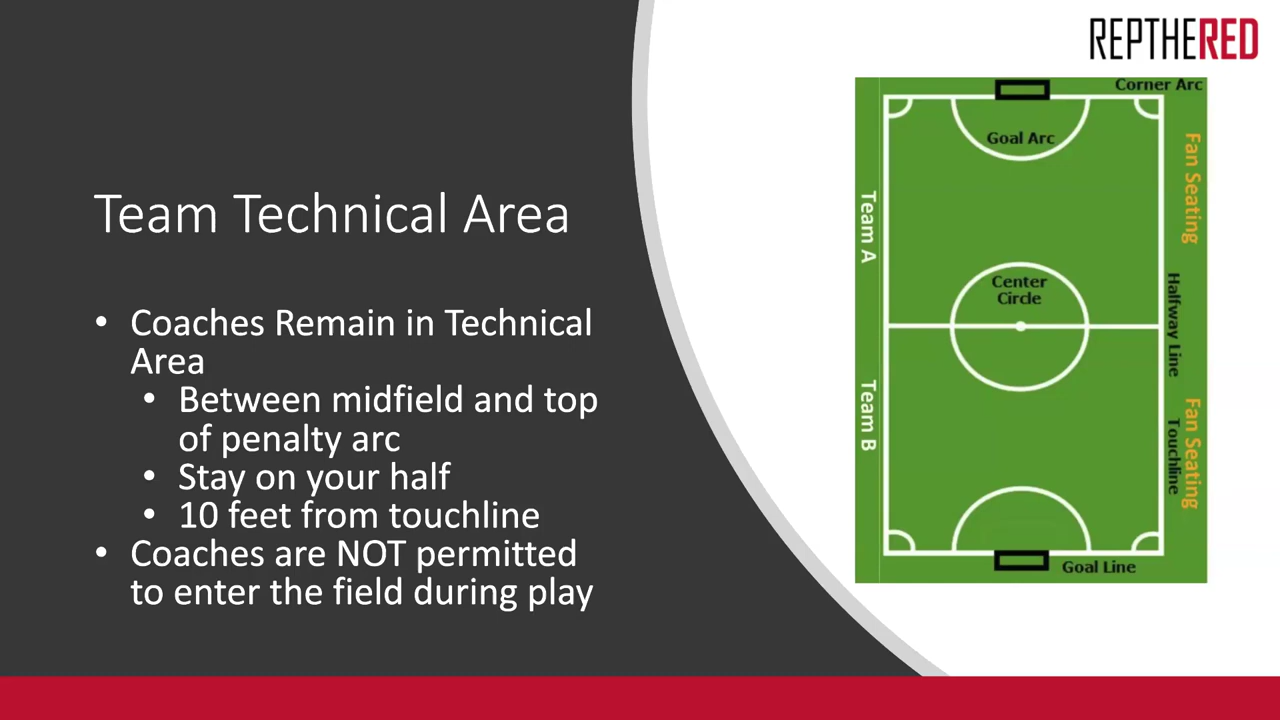 REPTHERED
Team Technical Area
• Coaches Remain in Technical
Area
• Between midfield and top
of penalty arc
• Stay on your half
• 10 feet from touchline
• Coaches are NOT permitted
to enter the field during play
Corner Arc
Goal Arc
Fan Seating
Team A
Center
Circle
Halfway Line
Team B
Fan Seating
Touchline
Goal Line